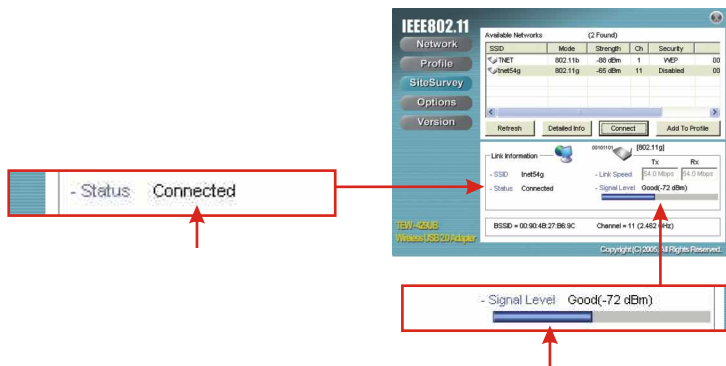 IEEE802.11
Network
Profile
SiteSurvey
Options
Version
Available Networks (2 Found)
SSID Mode Strength Ch Security
TNET 802.11b -88 dBm 1 WEP 00
Inet54g 802.11g -65 dBm 11 Disabled 00
Refresh Detailed Info Connect Add To Profile
Link Information 00101101 [802.11g]
Tx Rx
- SSID Inet54g - Link Speed 54.0 Mbps 54.0 Mbps
- Status Connected - Signal Level Good(-72 dBm)
BSSID = 00:90:4B:27:B6:9C Channel = 11 (2.462 GHz)
TEW-429UB
Wireless USB 2.0 Adapter
Copyright (C) 2005, All Rights Reserved.
- Status Connected
- Signal Level Good(-72 dBm)